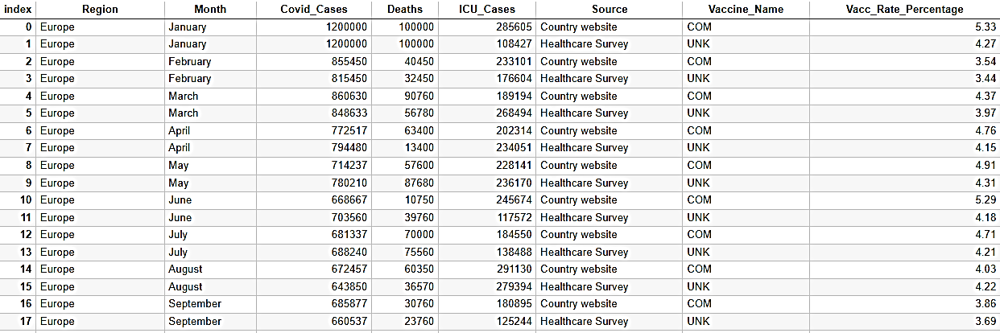 index Region Month Covid_Cases Deaths ICU_Cases Source Vaccine_Name Vacc_Rate_Percentage
0 Europe January 1200000 100000 285605 Country website COM 5.33
1 Europe January 1200000 100000 108427 Healthcare Survey UNK 4.27
2 Europe February 855450 40450 233101 Country website COM 3.54
3 Europe February 815450 32450 176604 Healthcare Survey UNK 3.44
4 Europe March 860630 90760 189194 Country website COM 4.37
5 Europe March 848633 56780 268494 Healthcare Survey UNK 3.97
6 Europe April 772517 63400 202314 Country website COM 4.76
7 Europe April 794480 13400 234051 Healthcare Survey UNK 4.15
8 Europe May 714237 57600 228141 Country website COM 4.91
9 Europe May 780210 87680 236170 Healthcare Survey UNK 4.31
10 Europe June 668667 10750 245674 Country website COM 5.29
11 Europe June 703560 39760 117572 Healthcare Survey UNK 4.18
12 Europe July 681337 70000 184550 Country website COM 4.71
13 Europe July 688240 75560 138488 Healthcare Survey UNK 4.21
14 Europe August 672457 60350 291130 Country website COM 4.03
15 Europe August 643850 36570 279394 Healthcare Survey UNK 4.22
16 Europe September 685877 30760 180895 Country website COM 3.86
17 Europe September 660537 23760 125244 Healthcare Survey UNK 3.69